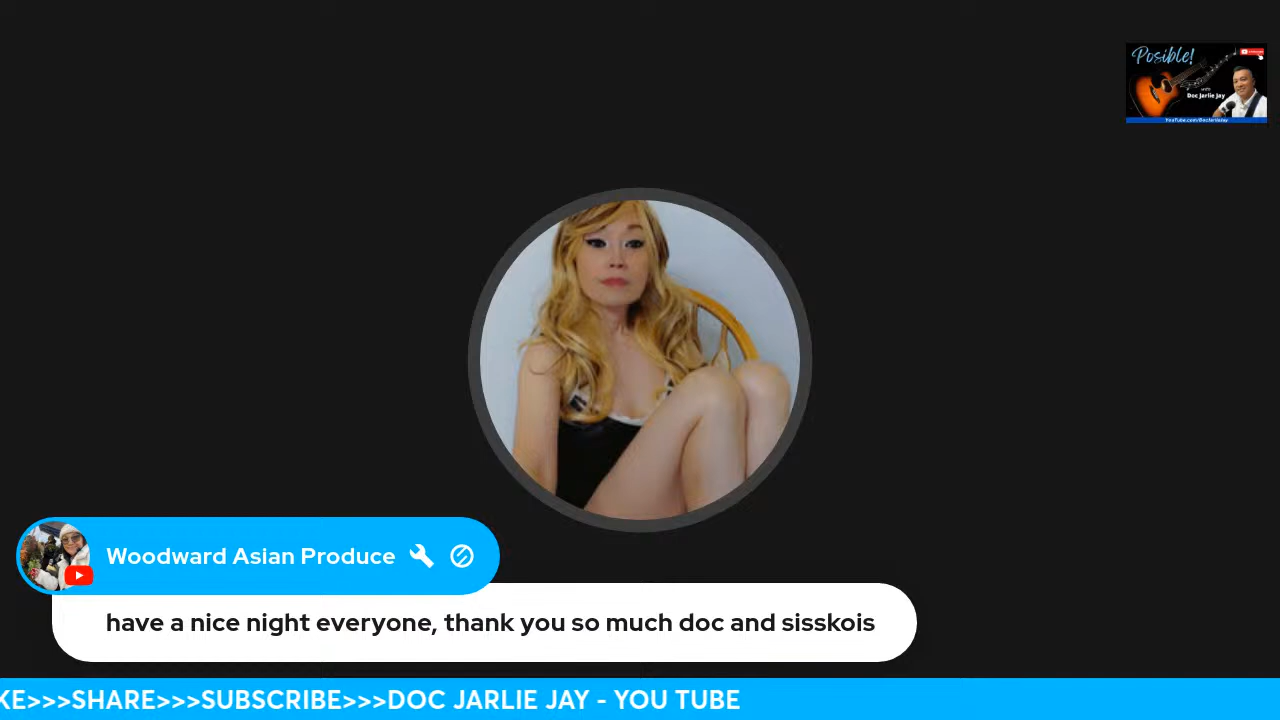 Posible!
with
Doc Jarlie Jay
Woodward Asian Produce
have a nice night everyone, thank you so much doc and sisskois
KE>>>SHARE>>>SUBSCRIBE>>>DOC JARLIE JAY - YOU TUBE